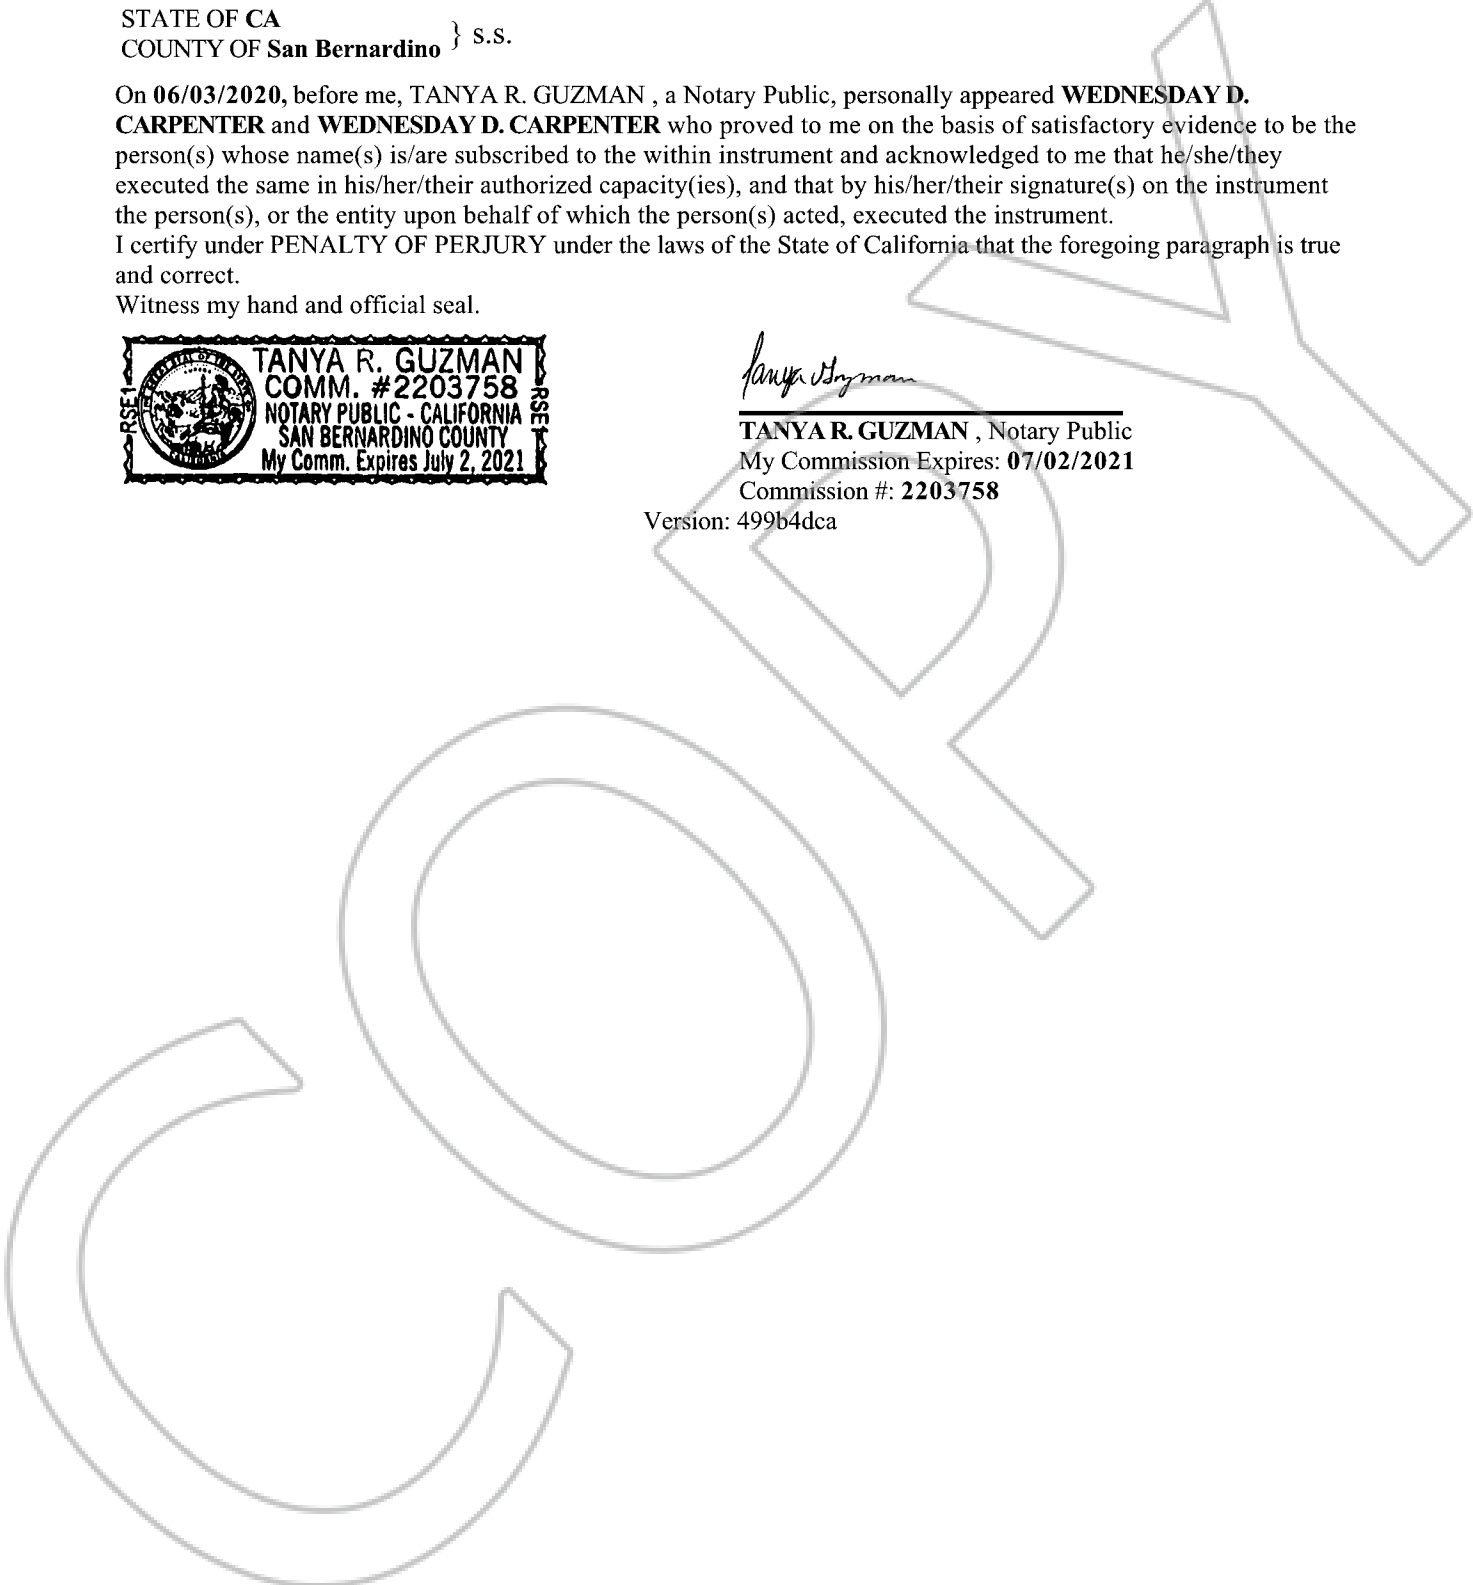 STATE OF CA
COUNTY OF San Bernardino } s.s.
On 06/03/2020, before me, TANYA R. GUZMAN , a Notary Public, personally appeared WEDNESDAY D.
CARPENTER and WEDNESDAY D. CARPENTER who proved to me on the basis of satisfactory evidence to be the
person(s) whose name(s) is/are subscribed to the within instrument and acknowledged to me that he/she/they
executed the same in his/her/their authorized capacity(ies), and that by his/her/their signature(s) on the instrument
the person(s), or the entity upon behalf of which the person(s) acted, executed the instrument.
I certify under PENALTY OF PERJURY under the laws of the State of California that the foregoing paragraph is true
and correct.
Witness my hand and official seal.
RSE1
TANYA R. GUZMAN
COMM. #2203758
NOTARY PUBLIC - CALIFORNIA
SAN BERNARDINO COUNTY
My Comm. Expires July 2, 2021
RSE1
Tanya Guzman
TANYA R. GUZMAN , Notary Public
My Commission Expires: 07/02/2021
Commission #: 2203758
Version: 499b4dca
COPY